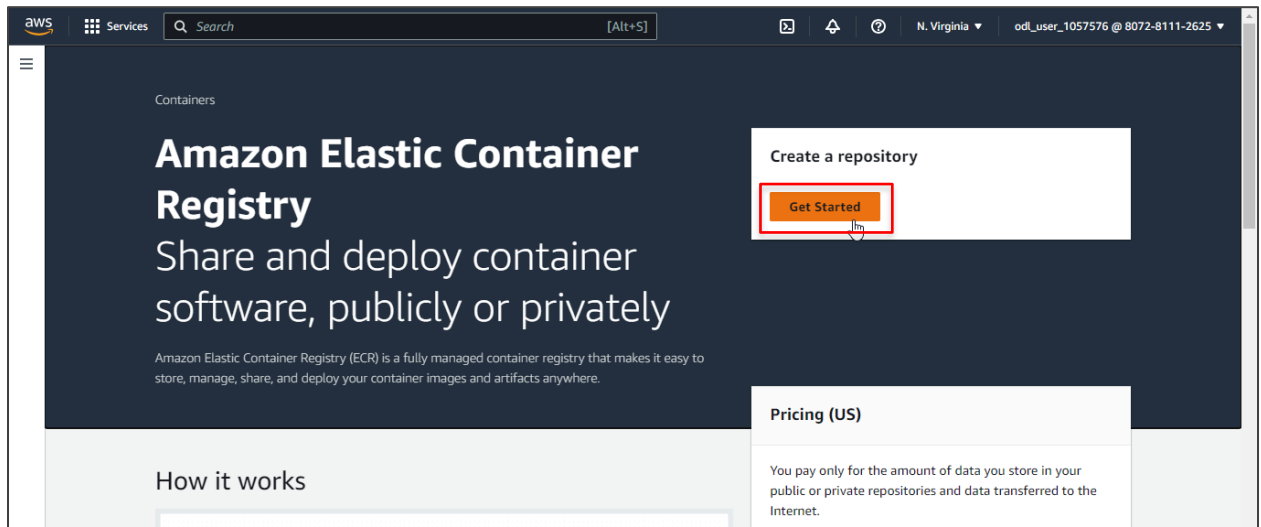 aws
Services
Search
[Alt+S]
N. Virginia
odl_user_1057576 @ 8072-8111-2625
Containers
Amazon Elastic Container
Registry
Share and deploy container
software, publicly or privately
Amazon Elastic Container Registry (ECR) is a fully managed container registry that makes it easy to
store, manage, share, and deploy your container images and artifacts anywhere.
Create a repository
Get Started
Pricing (US)
You pay only for the amount of data you store in your
public or private repositories and data transferred to the
Internet.
How it works